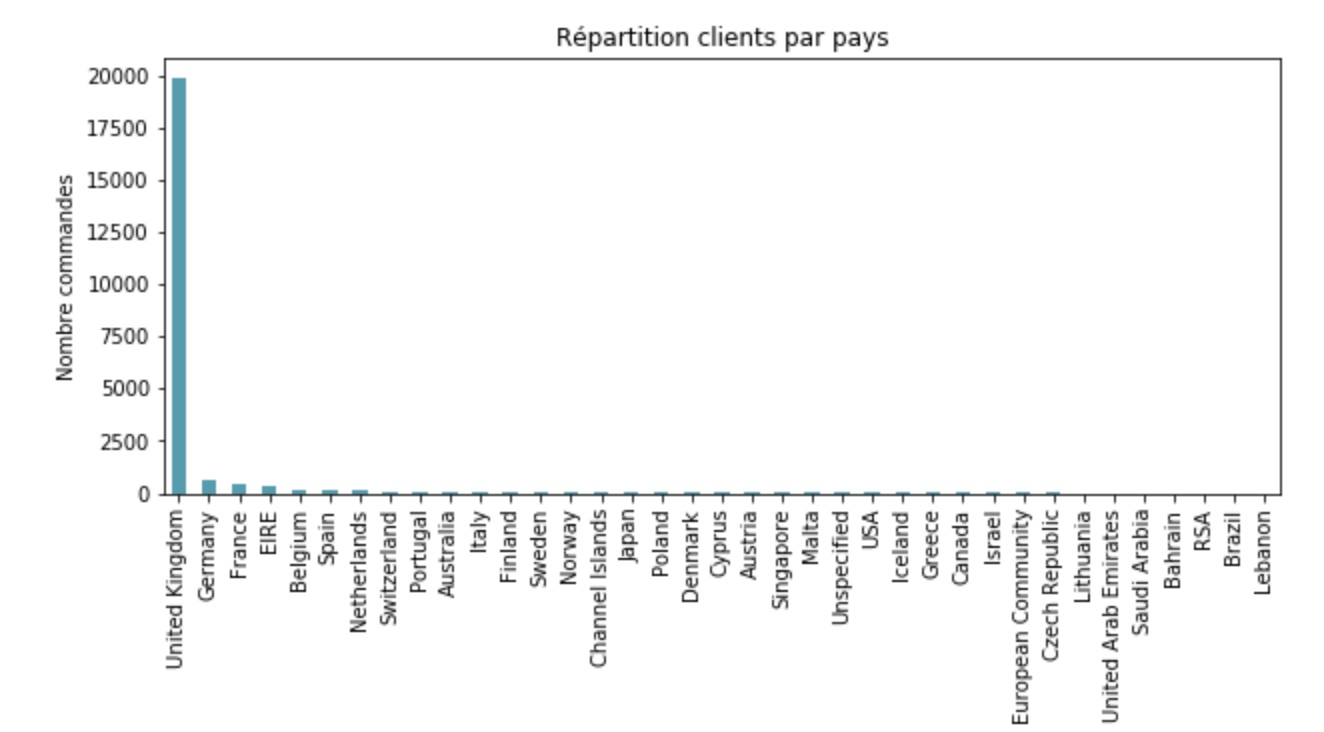 Répartition clients par pays
Nombre commandes
20000
17500
15000
12500
10000
7500
5000
2500
0
United Kingdom
Germany
France
EIRE
Belgium
Spain
Netherlands
Switzerland
Portugal
Australia
Italy
Finland
Sweden
Norway
Channel Islands
Japan
Poland
Denmark
Cyprus
Austria
Singapore
Malta
Unspecified
USA
Iceland
Greece
Canada
Israel
European Community
Czech Republic
Lithuania
United Arab Emirates
Saudi Arabia
Bahrain
RSA
Brazil
Lebanon